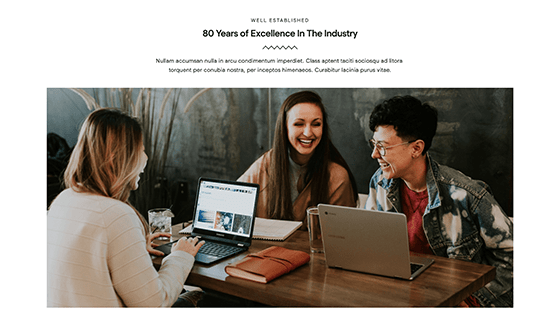 WELL ESTABLISHED
80 Years of Excellence In The Industry
Nullam accumsan nulla in arcu condimentum imperdiet. Class aptent taciti sociosqu ad litora
torquent per conubia nostra, per inceptos himenaeos. Curabitur lacinia purus vitae.